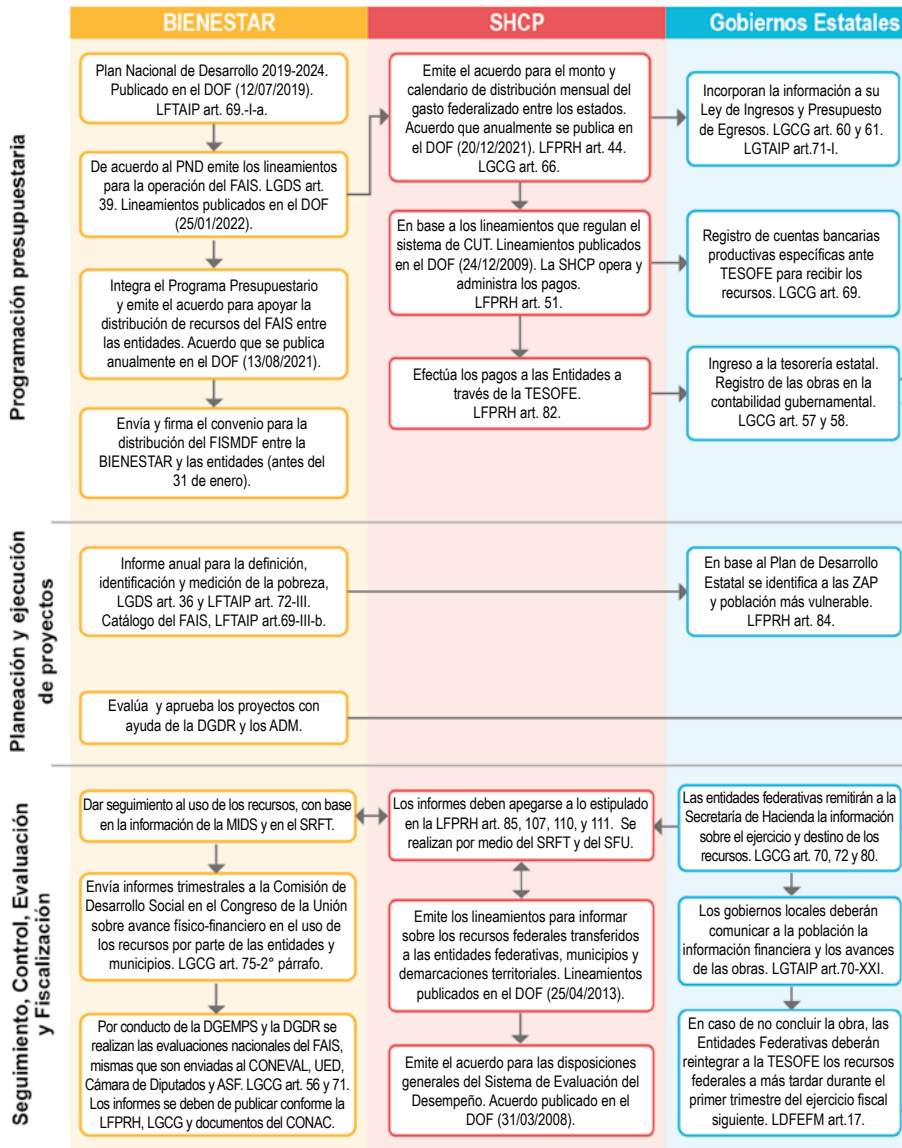 BIENESTAR
SHCP
Gobiernos Estatales
Programación presupuestaria
Plan Nacional de Desarrollo 2019-2024.
Publicado en el DOF (12/07/2019).
LFTAIP art. 69.-I-a.
De acuerdo al PND emite los lineamientos
para la operación del FAIS. LGDS art.
39. Lineamientos publicados en el DOF
(25/01/2022).
Integra el Programa Presupuestario
y emite el acuerdo para apoyar la
distribución de recursos del FAIS entre
las entidades. Acuerdo que se publica
anualmente en el DOF (13/08/2021).
Envía y firma el convenio para la
distribución del FISMDF entre la
BIENESTAR y las entidades (antes del
31 de enero).
Emite el acuerdo para el monto y
calendario de distribución mensual del
gasto federalizado entre los estados.
Acuerdo que anualmente se publica en
el DOF (20/12/2021). LFPRH art. 44.
LGCG art. 66.
En base a los lineamientos que regulan el
sistema de CUT. Lineamientos publicados
en el DOF (24/12/2009). La SHCP opera y
administra los pagos.
LFPRH art. 51.
Efectúa los pagos a las Entidades a
través de la TESOFE.
LFPRH art. 82.
Incorporan la información a su
Ley de Ingresos y Presupuesto
de Egresos. LGCG art. 60 y 61.
LGTAIP art.71-I.
Registro de cuentas bancarias
productivas específicas ante
TESOFE para recibir los
recursos. LGCG art. 69.
Ingreso a la tesorería estatal.
Registro de las obras en la
contabilidad gubernamental.
LGCG art. 57 y 58.
Planeación y ejecución
de proyectos
Informe anual para la definición,
identificación y medición de la pobreza,
LGDS art. 36 y LFTAIP art. 72-III.
Catálogo del FAIS, LFTAIP art.69-III-b.
Evalúa y aprueba los proyectos con
ayuda de la DGDR y los ADM.
En base al Plan de Desarrollo
Estatal se identifica a las ZAP
y población más vulnerable.
LFPRH art. 84.
Seguimiento, Control, Evaluación
y Fiscalización
Dar seguimiento al uso de los recursos, con base
en la información de la MIDS y en el SRFT.
Envía informes trimestrales a la Comisión de
Desarrollo Social en el Congreso de la Unión
sobre avance físico-financiero en el uso de
los recursos por parte de las entidades y
municipios. LGCG art. 75-2° párrafo.
Por conducto de la DGEMPS y la DGDR se
realizan las evaluaciones nacionales del FAIS,
mismas que son enviadas al CONEVAL, UED,
Cámara de Diputados y ASF. LGCG art. 56 y 71.
Los informes se deben de publicar conforme la
LFPRH, LGCG y documentos del CONAC.
Los informes deben apegarse a lo estipulado
en la LFPRH art. 85, 107, 110, y 111. Se
realizan por medio del SRFT y del SFU.
Emite los lineamientos para informar
sobre los recursos federales transferidos
a las entidades federativas, municipios y
demarcaciones territoriales. Lineamientos
publicados en el DOF (25/04/2013).
Emite el acuerdo para las disposiciones
generales del Sistema de Evaluación del
Desempeño. Acuerdo publicado en el
DOF (31/03/2008).
Las entidades federativas remitirán a la
Secretaría de Hacienda la información
sobre el ejercicio y destino de los
recursos. LGCG art. 70, 72 y 80.
Los gobiernos locales deberán
comunicar a la población la
información financiera y los avances
de las obras. LGTAIP art.70-XXI.
En caso de no concluir la obra, las
Entidades Federativas deberán
reintegrar a la TESOFE los recursos
federales a más tardar durante el
primer trimestre del ejercicio fiscal
siguiente. LDFEFM art.17.